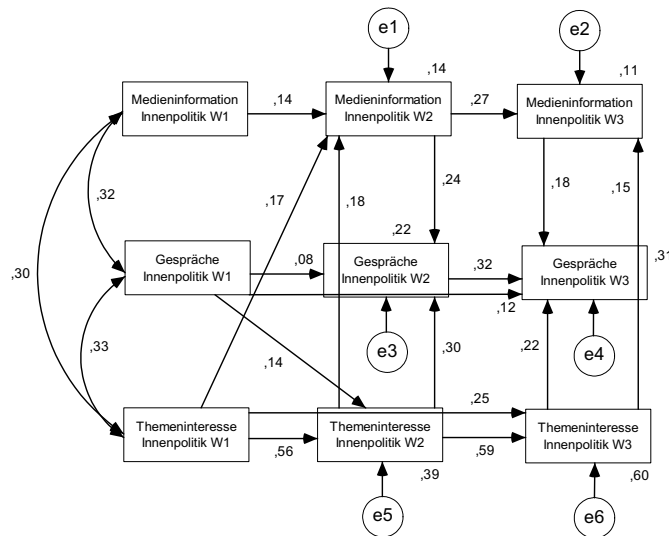 e1
e2
,14
,11
Medieninformation
Innenpolitik W1
,14
Medieninformation
Innenpolitik W2
,27
Medieninformation
Innenpolitik W3
,17
,18
,24
,18
,15
,32
,22
,31
,30
Gespräche
Innenpolitik W1
,08
Gespräche
Innenpolitik W2
,32
Gespräche
Innenpolitik W3
,12
,33
,14
e3
,30
,22
e4
,25
Themeninteresse
Innenpolitik W1
,56
Themeninteresse
Innenpolitik W2
,59
Themeninteresse
Innenpolitik W3
,39
,60
e5
e6